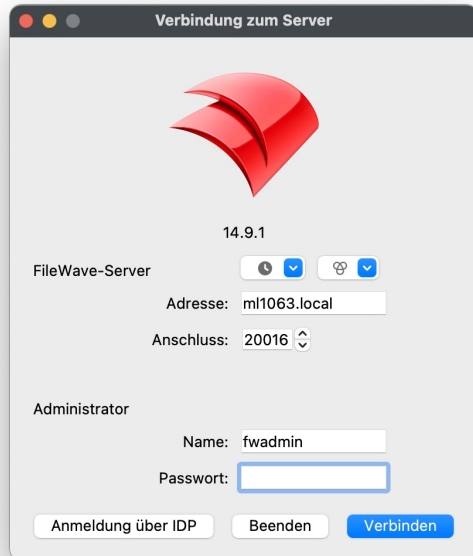 Verbindung zum Server
14.9.1
FileWave-Server
Adresse: ml1063.local
Anschluss: 20016
Administrator
Name: fwadmin
Passwort:
Anmeldung über IDP Beenden Verbinden